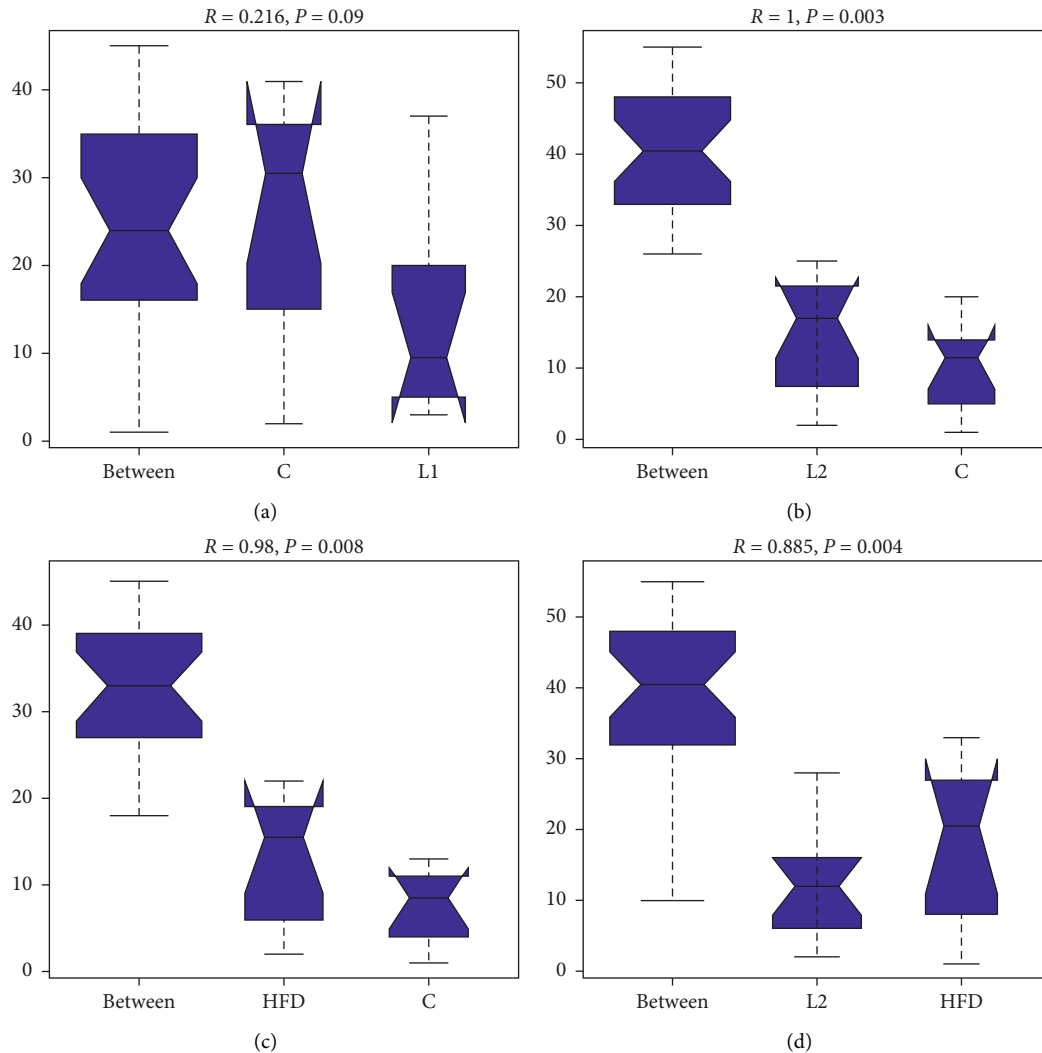 R = 0.216, P = 0.09
40
30
20
10
0
Between C L1
(a)
R = 1, P = 0.003
50
40
30
20
10
0
Between L2 C
(b)
R = 0.98, P = 0.008
40
30
20
10
0
Between HFD C
(c)
R = 0.885, P = 0.004
50
40
30
20
10
0
Between L2 HFD
(d)